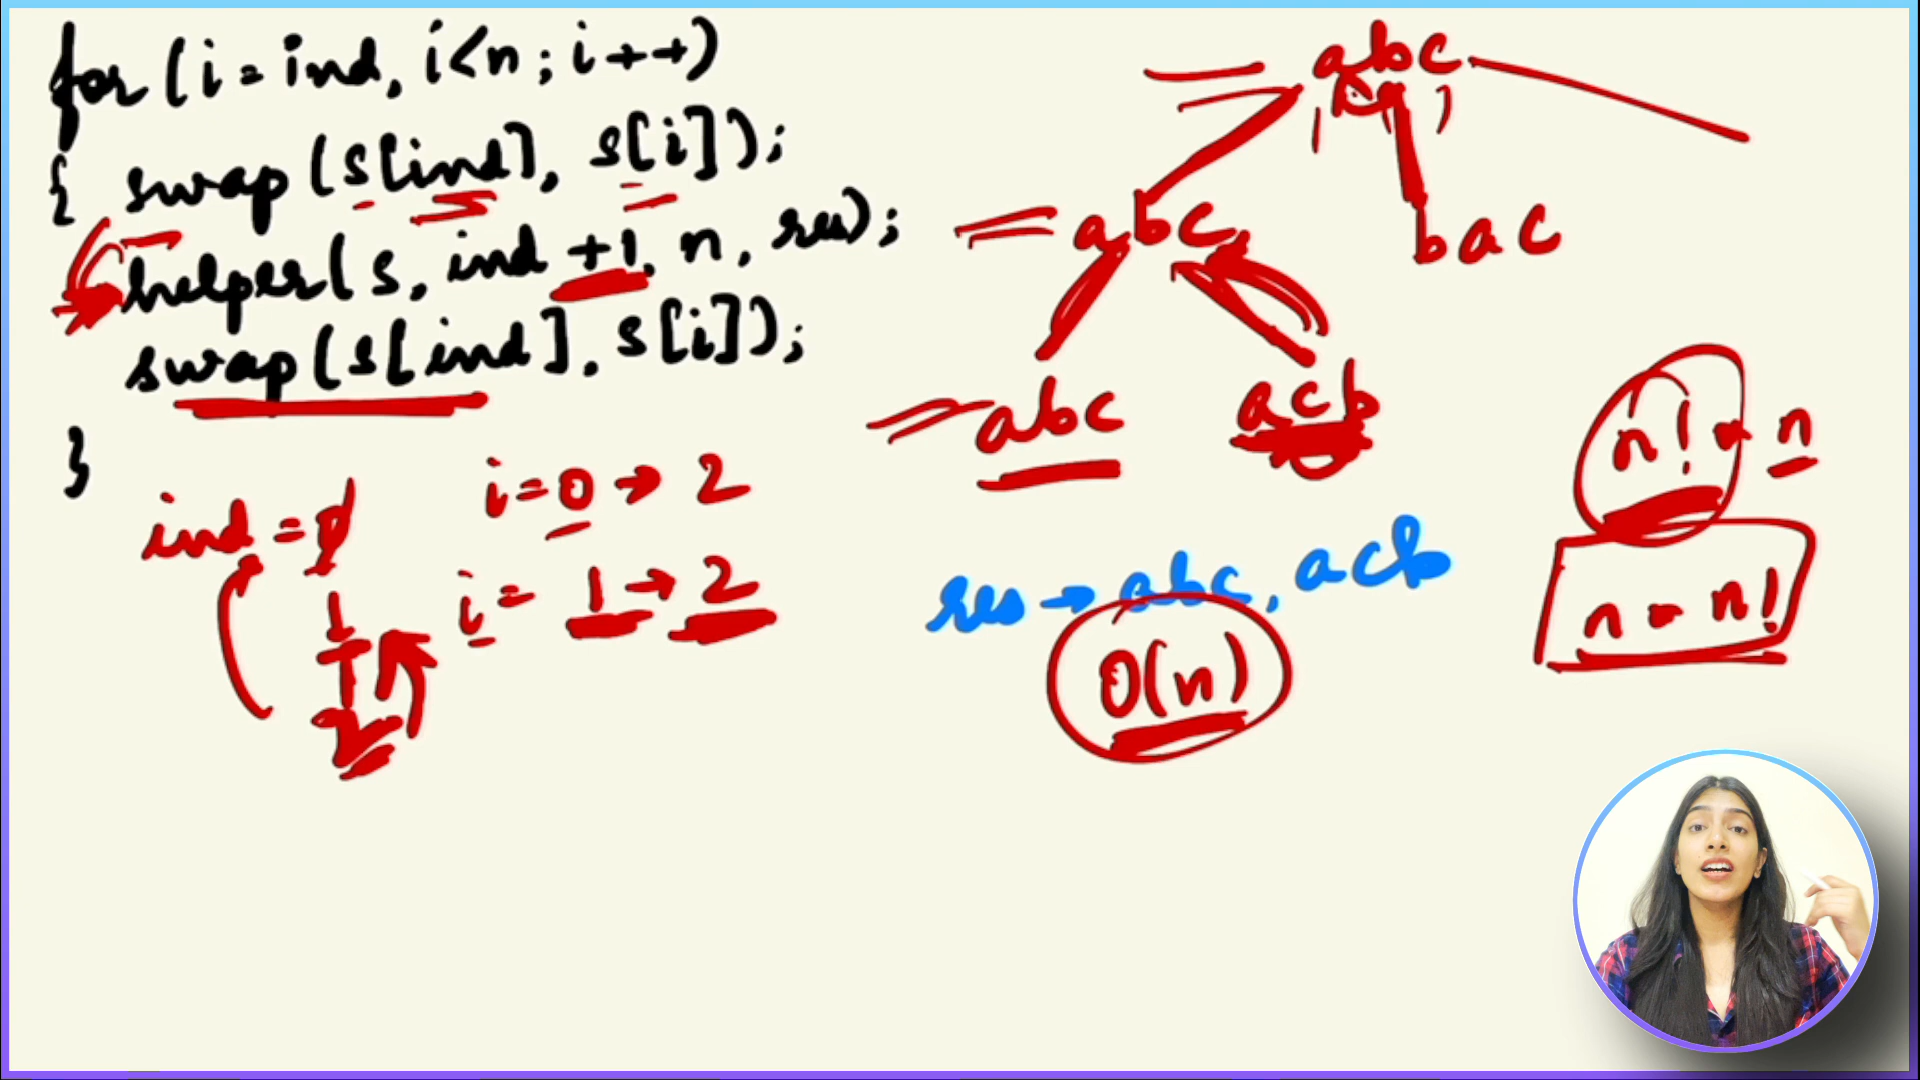 for (i = ind, i<n ; i++)
{ swap (s[ind], s[i]);
helper(s, ind +1, n, res);
swap(s[ind], s[i]);
}
ind = 0
1
2
i=0 → 2
i = 1 → 2
abc
abc
bac
abc
acb
res → abc, acb
O(n)
n! - n
n - n!